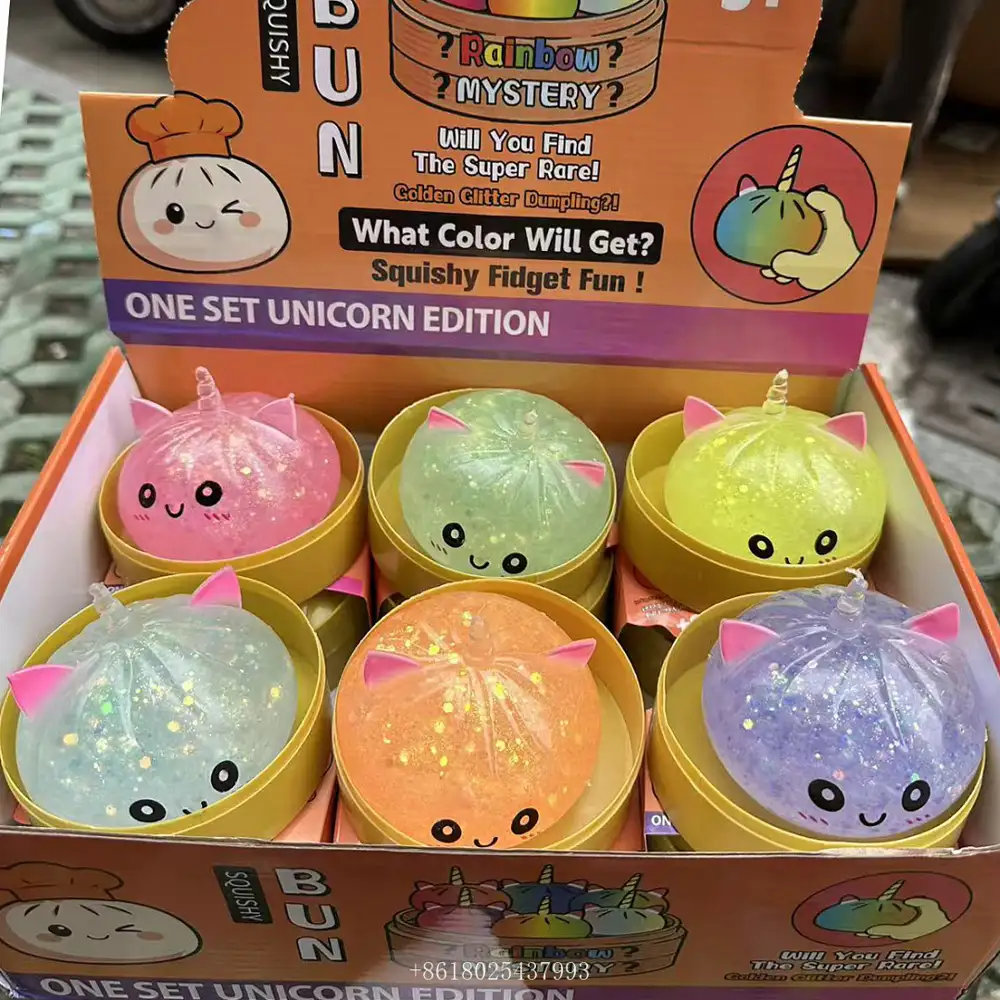 SQUISHY
BUN
? Rainbow ?
? MYSTERY ?
Will You Find
The Super Rare!
Golden Glitter Dumpling?!
What Color Will Get?
Squishy Fidget Fun !
ONE SET UNICORN EDITION
ON
SQUISHY
BUN
? Rainbow ?
+8618025437993
Will You Find
The Super Rare!
Golden Glitter Dumpling?!
ONE SET UNICORN EDITION